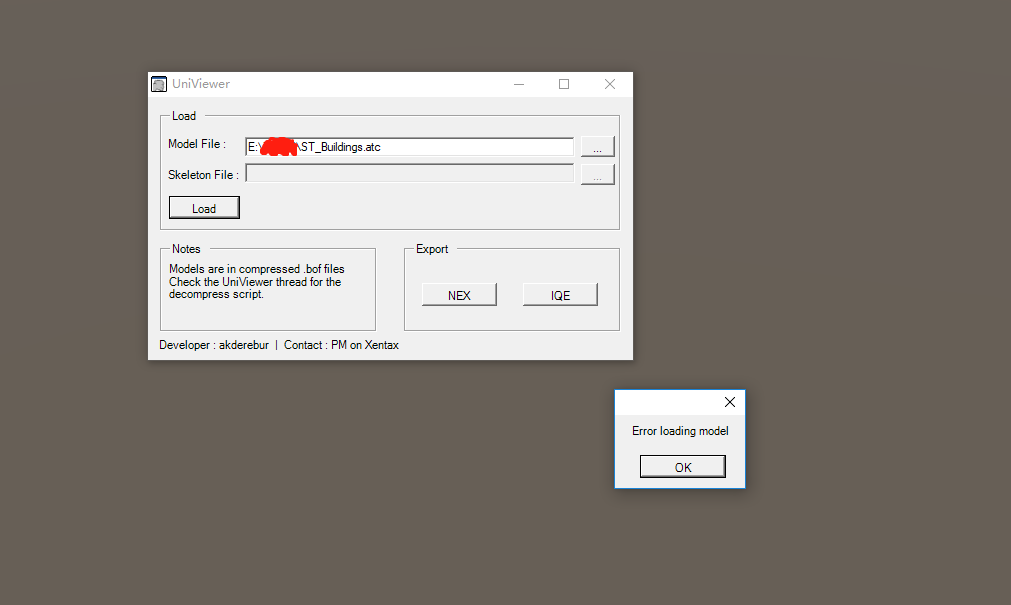 UniViewer
Load
Model File :
E:\ \ST_Buildings.atc
...
Skeleton File :
...
Load
Notes
Models are in compressed .bof files
Check the UniViewer thread for the
decompress script.
Export
NEX
IQE
Developer : akderebur | Contact : PM on Xentax
Error loading model
OK